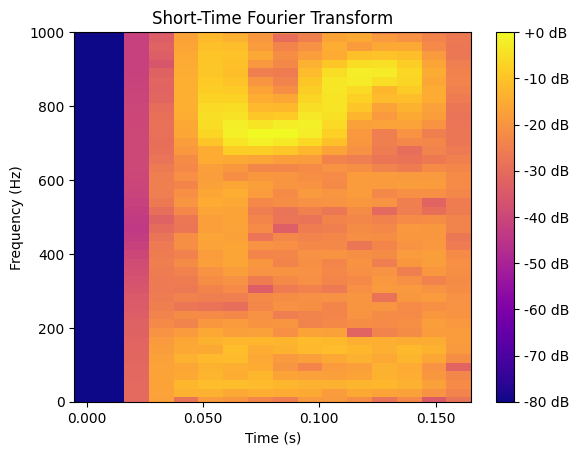 Short-Time Fourier Transform
1000
800
600
400
200
0
Frequency (Hz)
0.000
0.050
0.100
0.150
Time (s)
+0 dB
-10 dB
-20 dB
-30 dB
-40 dB
-50 dB
-60 dB
-70 dB
-80 dB